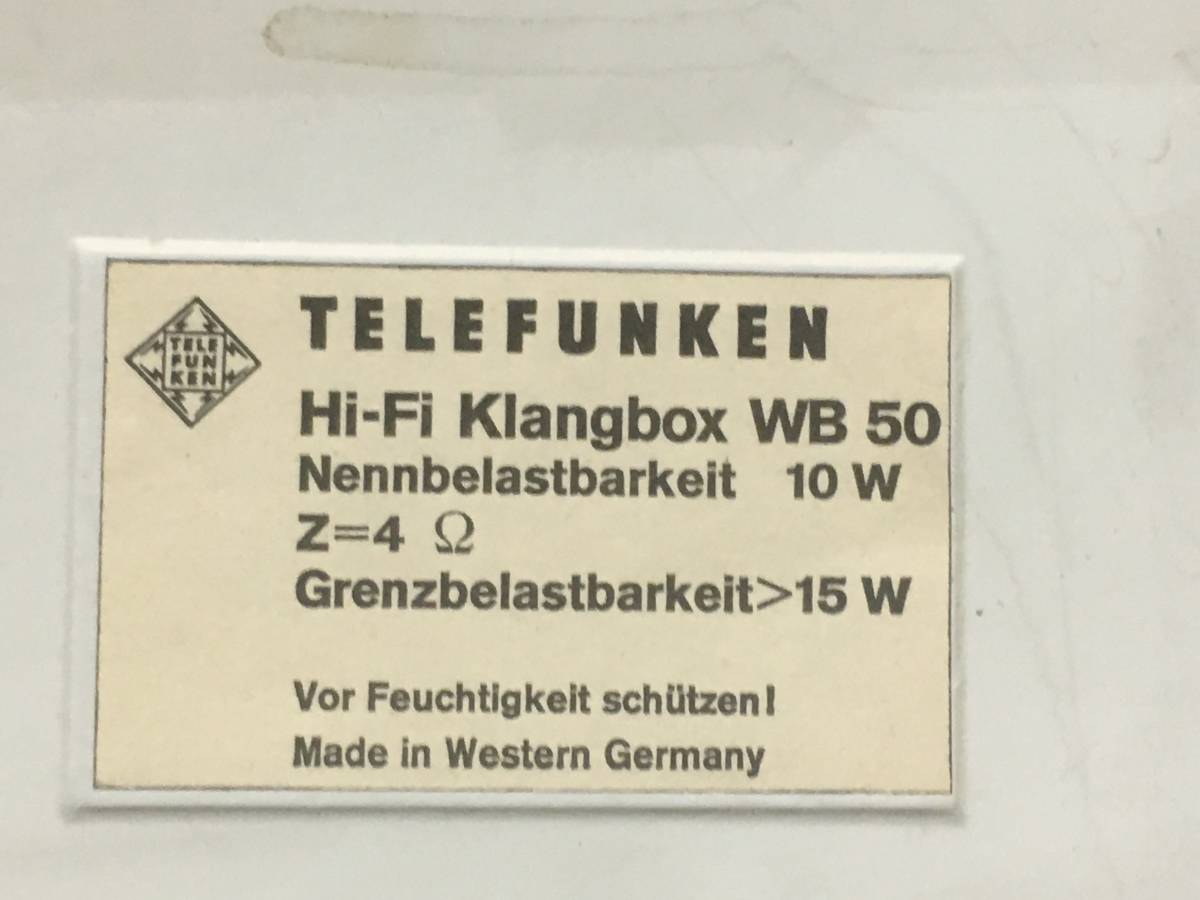 TELE
FUN
KEN
TELEFUNKEN
Hi-Fi Klangbox WB 50
Nennbelastbarkeit 10 W
Z=4 Ω
Grenzbelastbarkeit>15 W
Vor Feuchtigkeit schützen!
Made in Western Germany